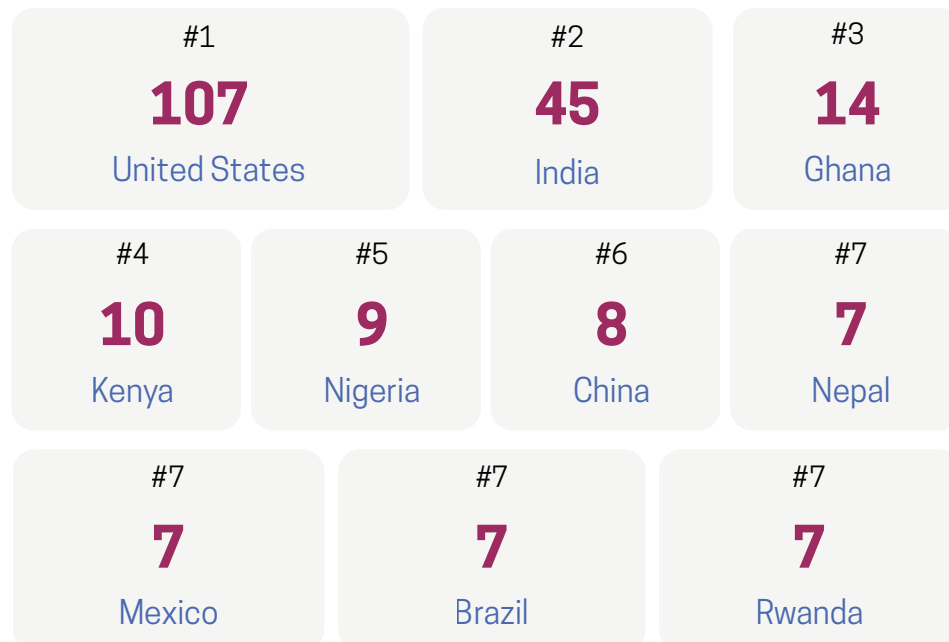 #1
107
United States
#2
45
India
#3
14
Ghana
#4
10
Kenya
#5
9
Nigeria
#6
8
China
#7
7
Nepal
#7
7
Mexico
#7
7
Brazil
#7
7
Rwanda